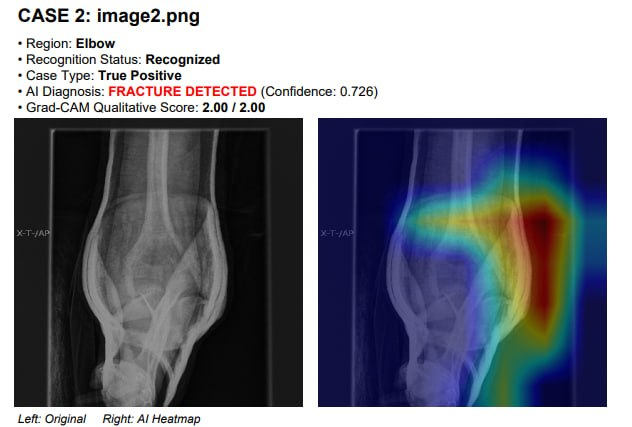 CASE 2: image2.png
• Region: Elbow
• Recognition Status: Recognized
• Case Type: True Positive
• AI Diagnosis: FRACTURE DETECTED (Confidence: 0.726)
• Grad-CAM Qualitative Score: 2.00 / 2.00
X-T-/AP
X-T-/AP
Left: Original Right: AI Heatmap